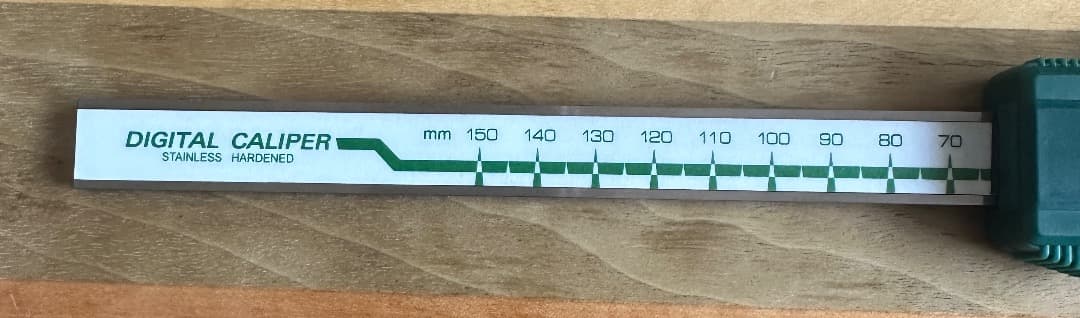 DIGITAL CALIPER
STAINLESS HARDENED
mm 150 140 130 120 110 100 90 80 70